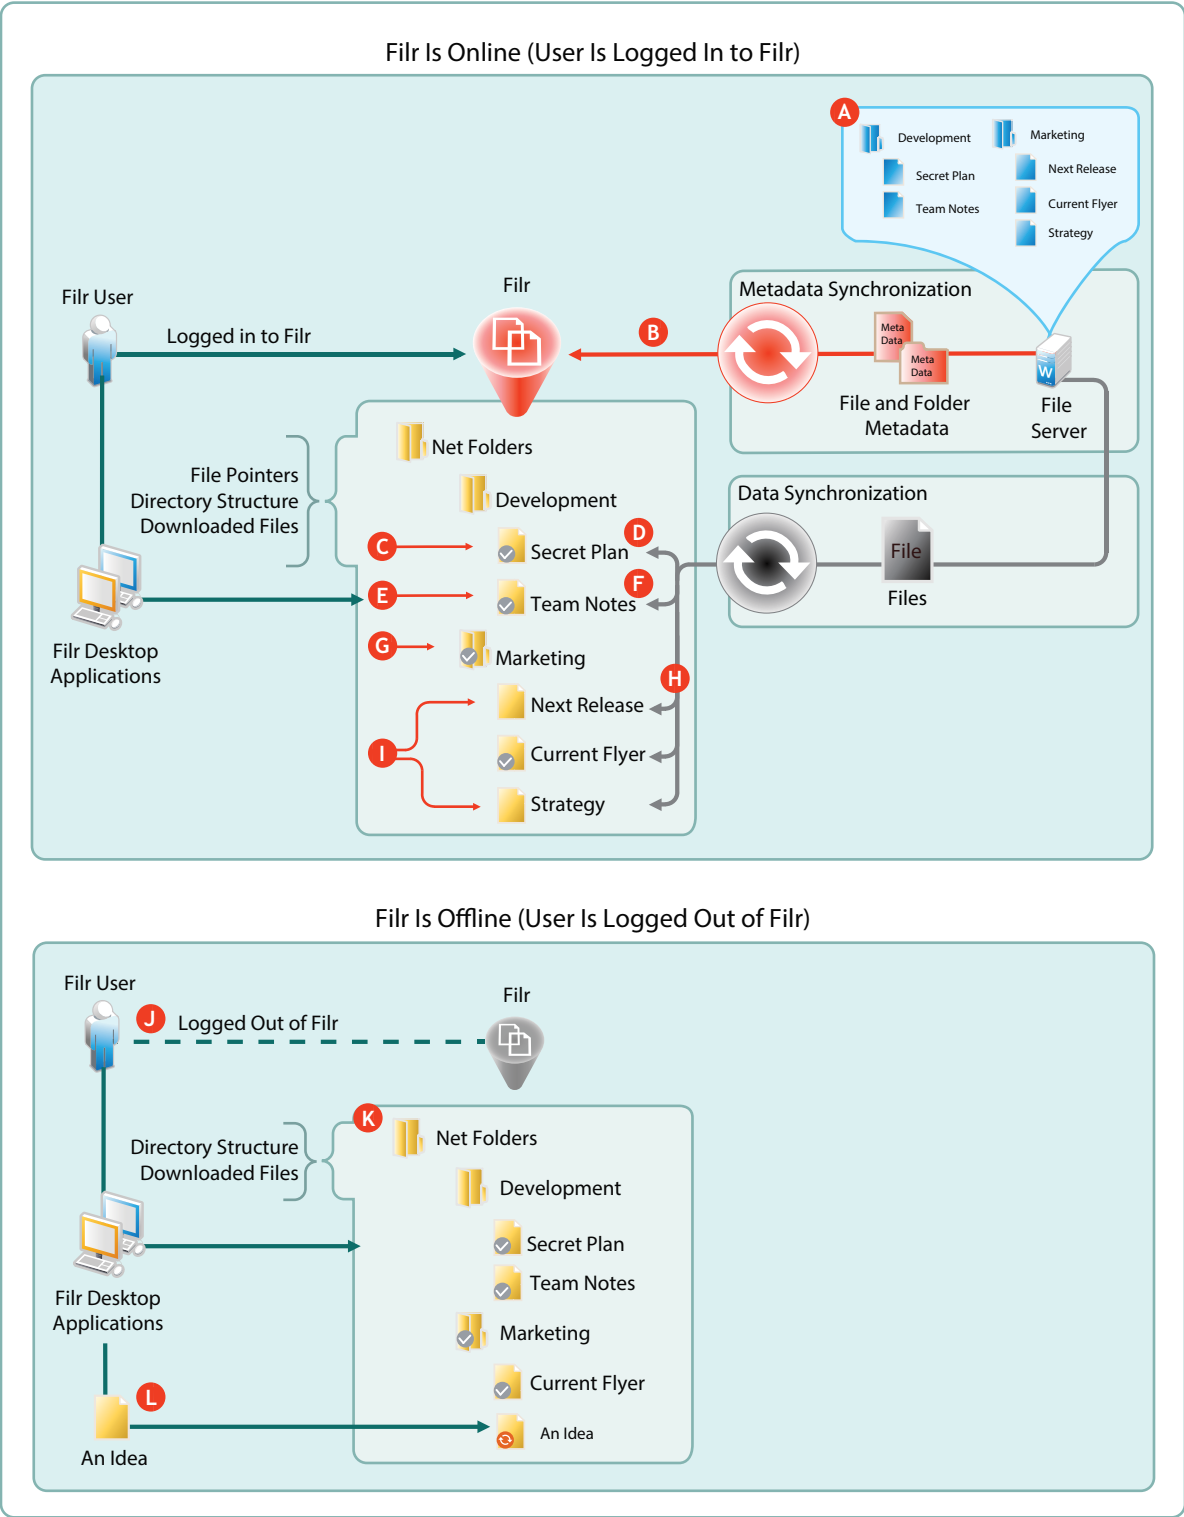 Filr Is Online (User Is Logged In to Filr)
A
Development
Marketing
Secret Plan
Next Release
Team Notes
Current Flyer
Strategy
Filr User
Filr
Metadata Synchronization
Logged in to Filr
B
Meta
Data
Meta
Data
W
File and Folder
Metadata
File
Server
Net Folders
File Pointers
Directory Structure
Downloaded Files
Development
Data Synchronization
C
Secret Plan
D
File
Files
E
Team Notes
F
Filr Desktop
Applications
G
Marketing
H
Next Release
I
Current Flyer
Strategy
Filr Is Offline (User Is Logged Out of Filr)
Filr User
Filr
J
Logged Out of Filr
K
Net Folders
Directory Structure
Downloaded Files
Development
Secret Plan
Team Notes
Filr Desktop
Applications
Marketing
Current Flyer
L
An Idea
An Idea